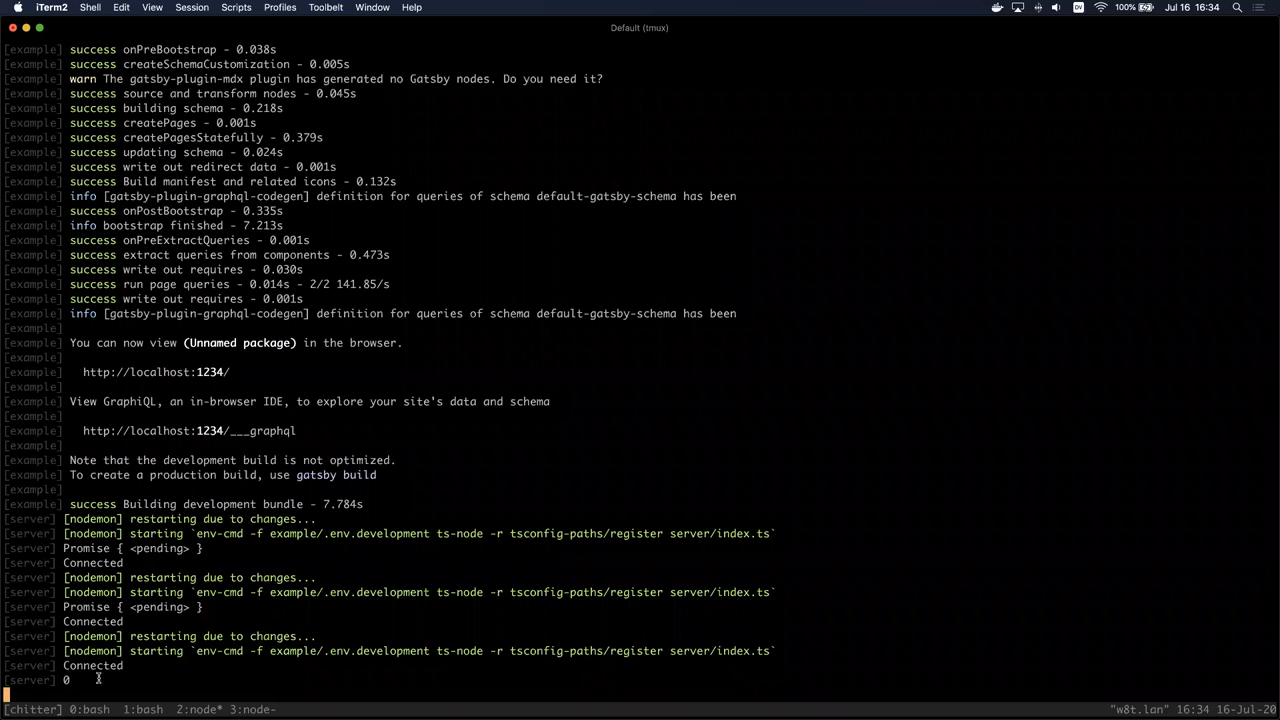 iTerm2 Shell Edit View Session Scripts Profiles Toolbelt Window Help 100% Jul 16 16:34
Default (tmux)
[example] success onPreBootstrap - 0.038s
[example] success createSchemaCustomization - 0.005s
[example] warn The gatsby-plugin-mdx plugin has generated no Gatsby nodes. Do you need it?
[example] success source and transform nodes - 0.045s
[example] success building schema - 0.218s
[example] success createPages - 0.001s
[example] success createPagesStatefully - 0.379s
[example] success updating schema - 0.024s
[example] success write out redirect data - 0.001s
[example] success Build manifest and related icons - 0.132s
[example] info [gatsby-plugin-graphql-codegen] definition for queries of schema default-gatsby-schema has been
[example] success onPostBootstrap - 0.335s
[example] info bootstrap finished - 7.213s
[example] success onPreExtractQueries - 0.001s
[example] success extract queries from components - 0.473s
[example] success write out requires - 0.030s
[example] success run page queries - 0.014s - 2/2 141.85/s
[example] success write out requires - 0.001s
[example] info [gatsby-plugin-graphql-codegen] definition for queries of schema default-gatsby-schema has been
[example]
[example] You can now view (Unnamed package) in the browser.
[example]
[example] http://localhost:1234/
[example]
[example] View GraphiQL, an in-browser IDE, to explore your site's data and schema
[example]
[example] http://localhost:1234/___graphql
[example]
[example] Note that the development build is not optimized.
[example] To create a production build, use gatsby build
[example]
[example] success Building development bundle - 7.784s
[server] [nodemon] restarting due to changes...
[server] [nodemon] starting `env-cmd -f example/.env.development ts-node -r tsconfig-paths/register server/index.ts`
[server] Promise { <pending> }
[server] Connected
[server] [nodemon] restarting due to changes...
[server] [nodemon] starting `env-cmd -f example/.env.development ts-node -r tsconfig-paths/register server/index.ts`
[server] Promise { <pending> }
[server] Connected
[server] [nodemon] restarting due to changes...
[server] [nodemon] starting `env-cmd -f example/.env.development ts-node -r tsconfig-paths/register server/index.ts`
[server] Connected
[server] 0
[chitter] 0:bash 1:bash 2:node* 3:node- "w8t.lan" 16:34 16-Jul-20